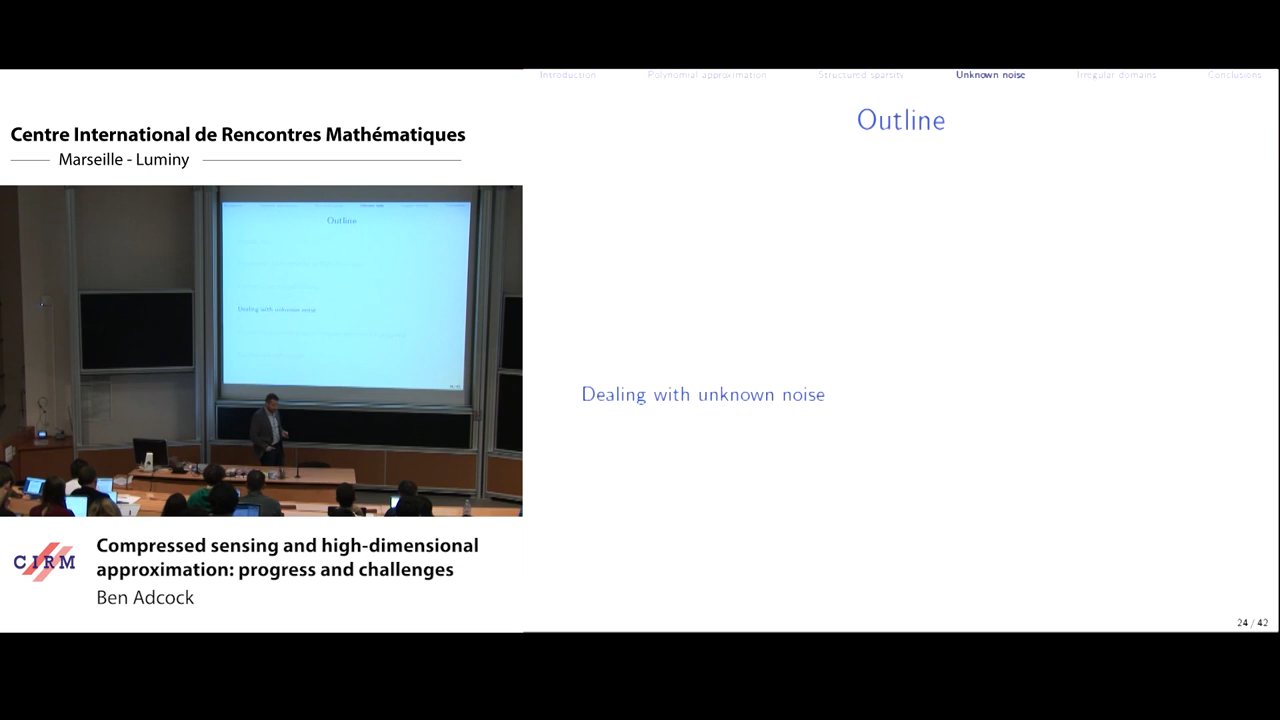 Introduction Polynomial approximation Structured sparsity Unknown noise Irregular domains Conclusions
Outline
Dealing with unknown noise
24 / 42
Centre International de Rencontres Mathématiques
Marseille - Luminy
Outline
Dealing with unknown noise
CIRM
Compressed sensing and high-dimensional
approximation: progress and challenges
Ben Adcock